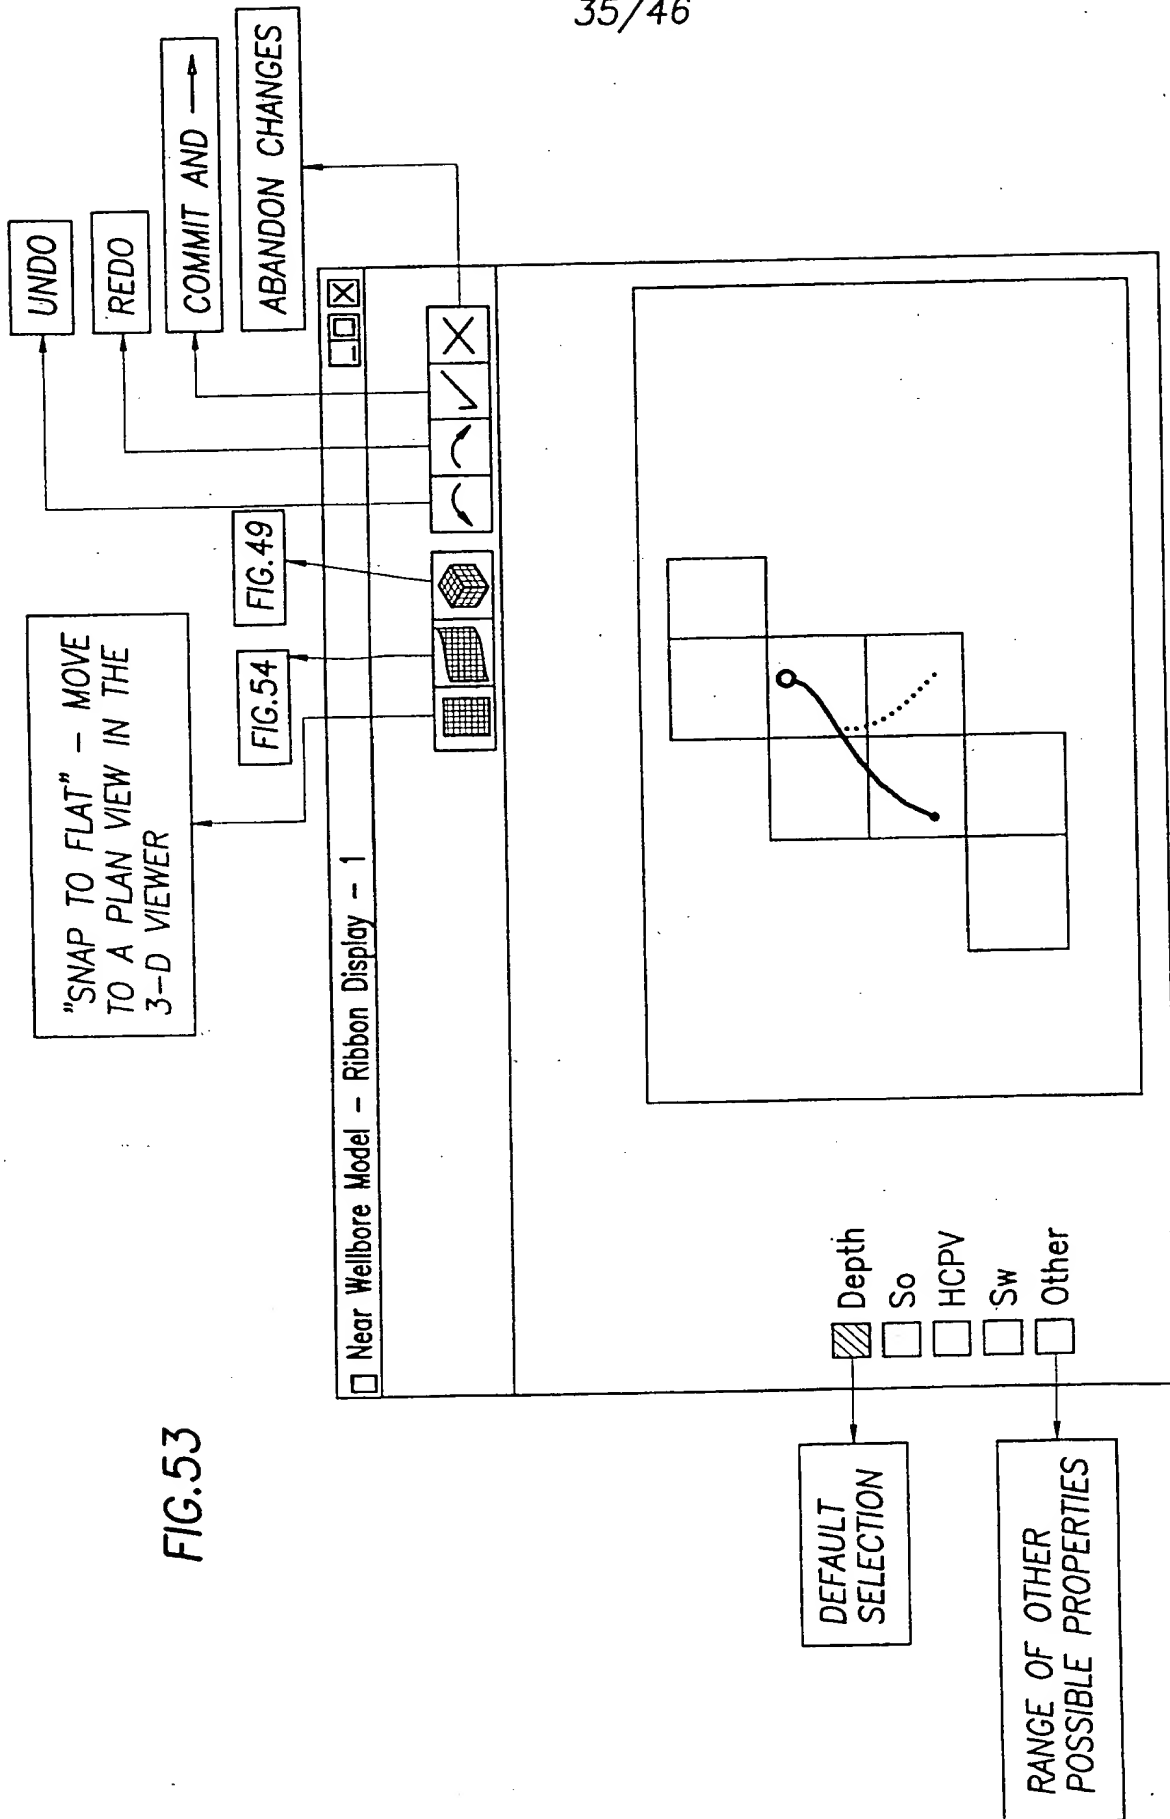 35/46
FIG.53
"SNAP TO FLAT" – MOVE
TO A PLAN VIEW IN THE
3–D VIEWER
FIG.54
FIG.49
UNDO
REDO
COMMIT AND
ABANDON CHANGES
Near Wellbore Model – Ribbon Display – 1
Depth
So
HCPV
Sw
Other
DEFAULT
SELECTION
RANGE OF OTHER
POSSIBLE PROPERTIES